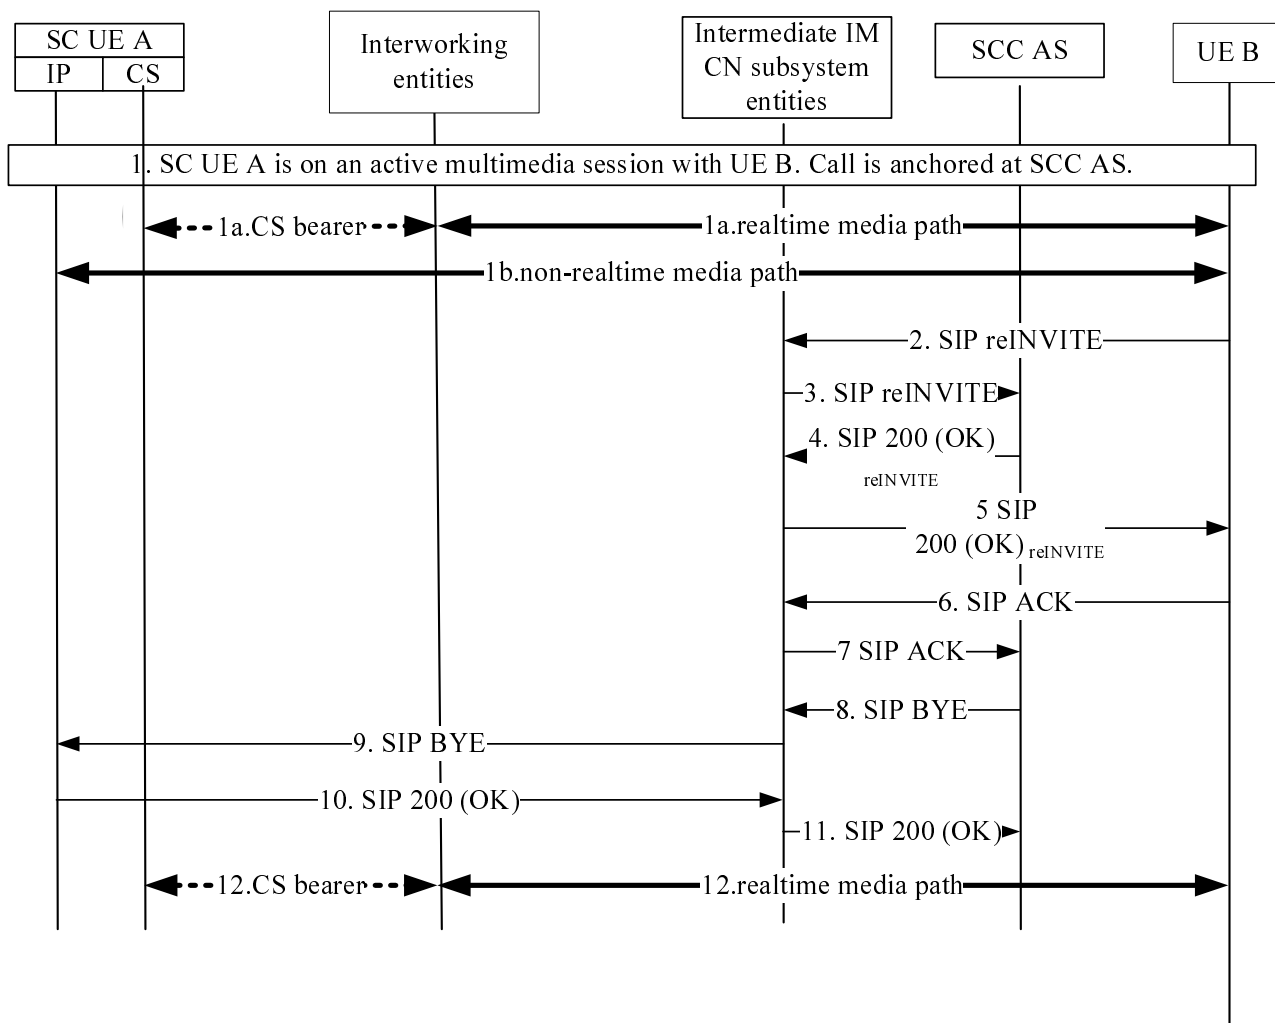 SC UE A
IP
CS
Interworking
entities
Intermediate IM
CN subsystem
entities
SCC AS
UE B
1. SC UE A is on an active multimedia session with UE B. Call is anchored at SCC AS.
1a.CS bearer
1a.realtime media path
1b.non-realtime media path
2. SIP reINVITE
3. SIP reINVITE
4. SIP 200 (OK)
reINVITE
5 SIP
200 (OK) reINVITE
6. SIP ACK
7 SIP ACK
8. SIP BYE
9. SIP BYE
10. SIP 200 (OK)
11. SIP 200 (OK)
12.CS bearer
12.realtime media path